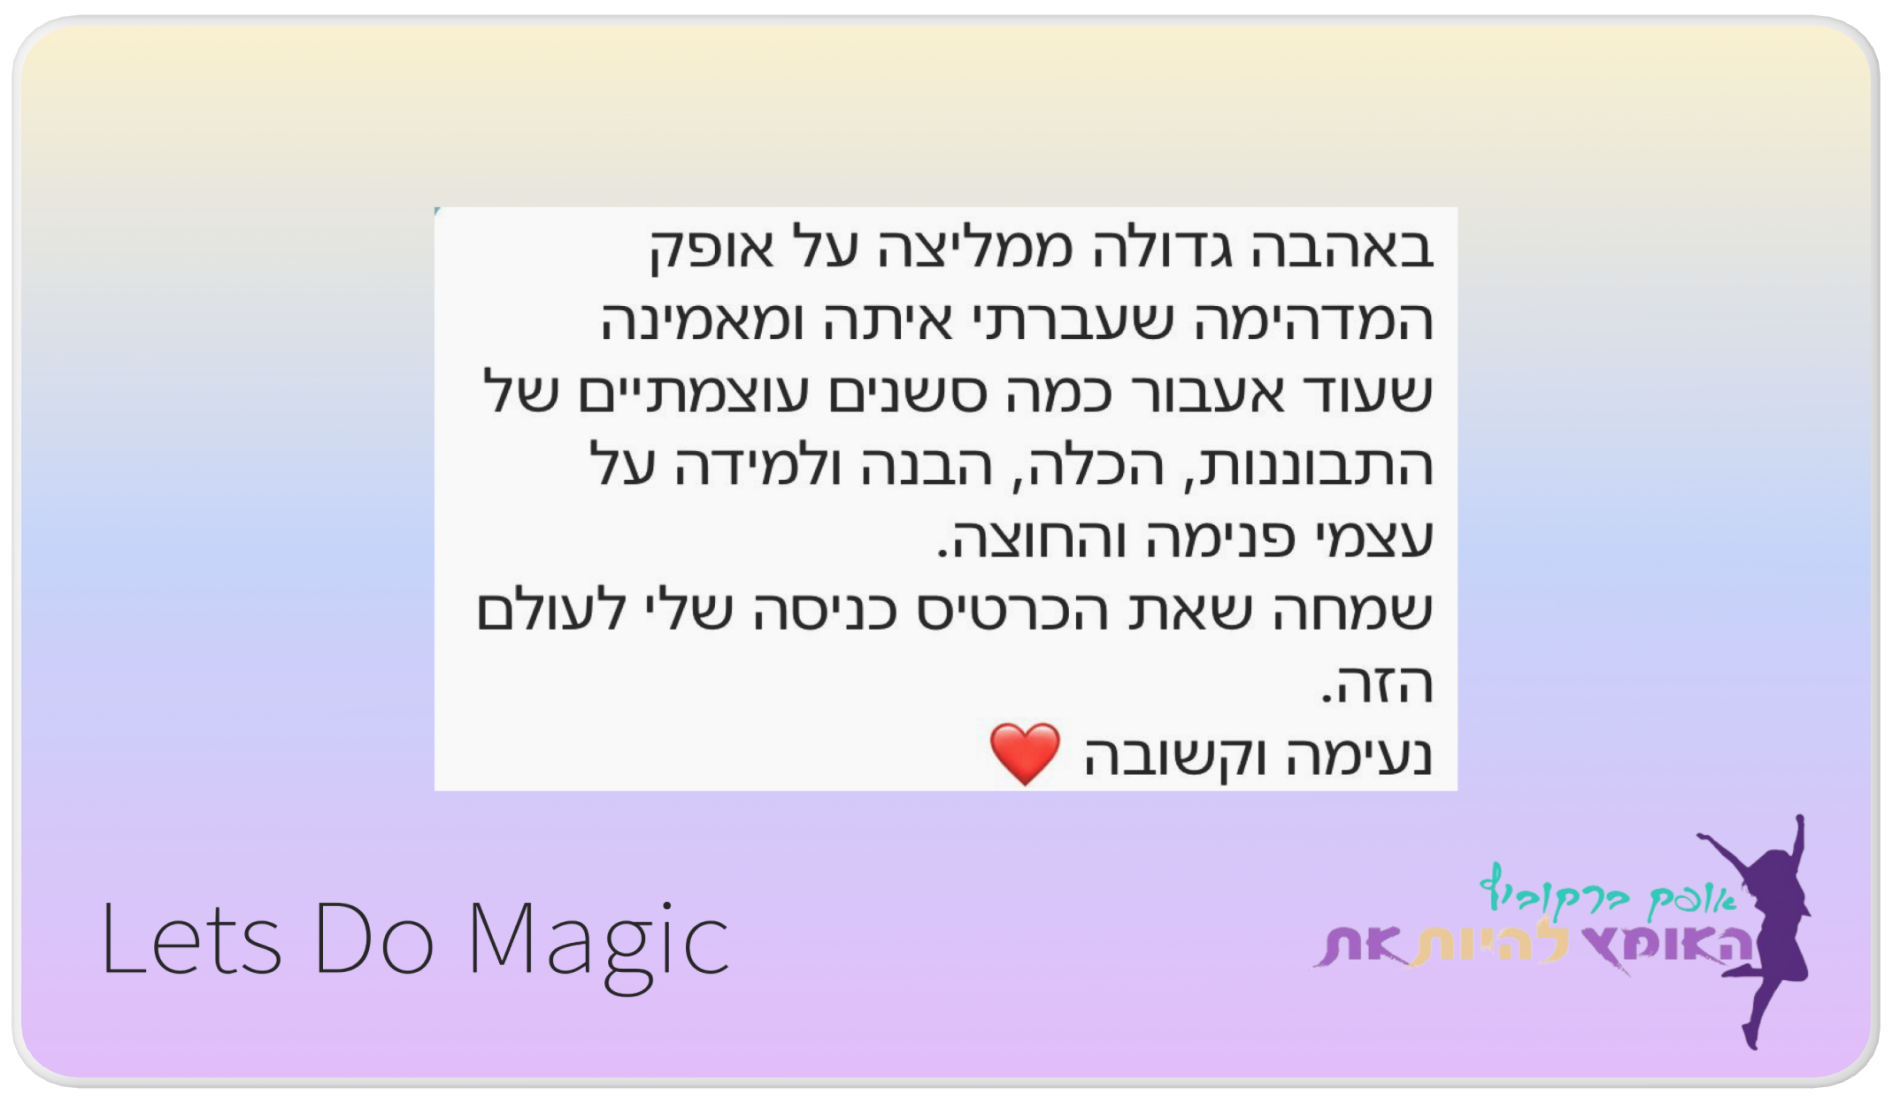 באהבה גדולה ממליצה על אופק
המדהימה שעברתי איתה ומאמינה
שעוד אעבור כמה סשנים עוצמתיים של
התבוננות, הכלה, הבנה ולמידה על
עצמי פנימה והחוצה.
שמחה שאת הכרטיס כניסה שלי לעולם
הזה.
נעימה וקשובה ❤️
אופק ברקוביץ
האומץ להיות את
Lets Do Magic